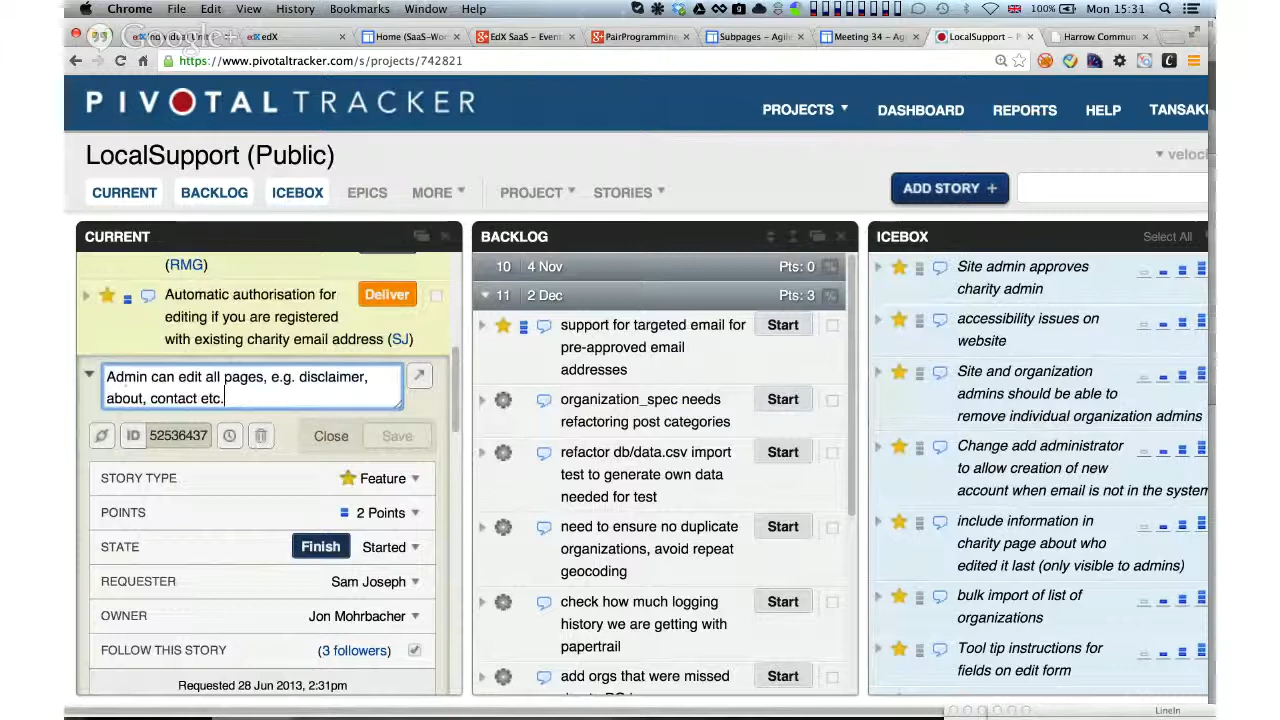 Chrome File Edit View History Bookmarks Window Help 100% Mon 15:31
Google+
edX Home (SaaS-Wor EdX SaaS - Even PairProgrammin Subpages - Agile Meeting 34 - Ag LocalSupport - P Harrow Commun
https://www.pivotaltracker.com/s/projects/742821
PIVOTAL TRACKER
PROJECTS DASHBOARD REPORTS HELP TANSAKU
LocalSupport (Public)
veloci
CURRENT BACKLOG ICEBOX EPICS MORE PROJECT STORIES
ADD STORY +
CURRENT
(RMG)
Automatic authorisation for
editing if you are registered
with existing charity email address (SJ)
Deliver
Admin can edit all pages, e.g. disclaimer,
about, contact etc.
ID 52536437 Close Save
STORY TYPE Feature
POINTS 2 Points
STATE Finish Started
REQUESTER Sam Joseph
OWNER Jon Mohrbacher
FOLLOW THIS STORY (3 followers)
Requested 28 Jun 2013, 2:31pm
BACKLOG
10 4 Nov Pts: 0
11 2 Dec Pts: 3
support for targeted email for
pre-approved email
addresses
Start
organization_spec needs
refactoring post categories
Start
refactor db/data.csv import
test to generate own data
needed for test
Start
need to ensure no duplicate
organizations, avoid repeat
geocoding
Start
check how much logging
history we are getting with
papertrail
Start
add orgs that were missed
Start
ICEBOX Select All
Site admin approves
charity admin
accessibility issues on
website
Site and organization
admins should be able to
remove individual organization admins
Change add administrator
to allow creation of new
account when email is not in the system
include information in
charity page about who
edited it last (only visible to admins)
bulk import of list of
organizations
Tool tip instructions for
fields on edit form
LineIn